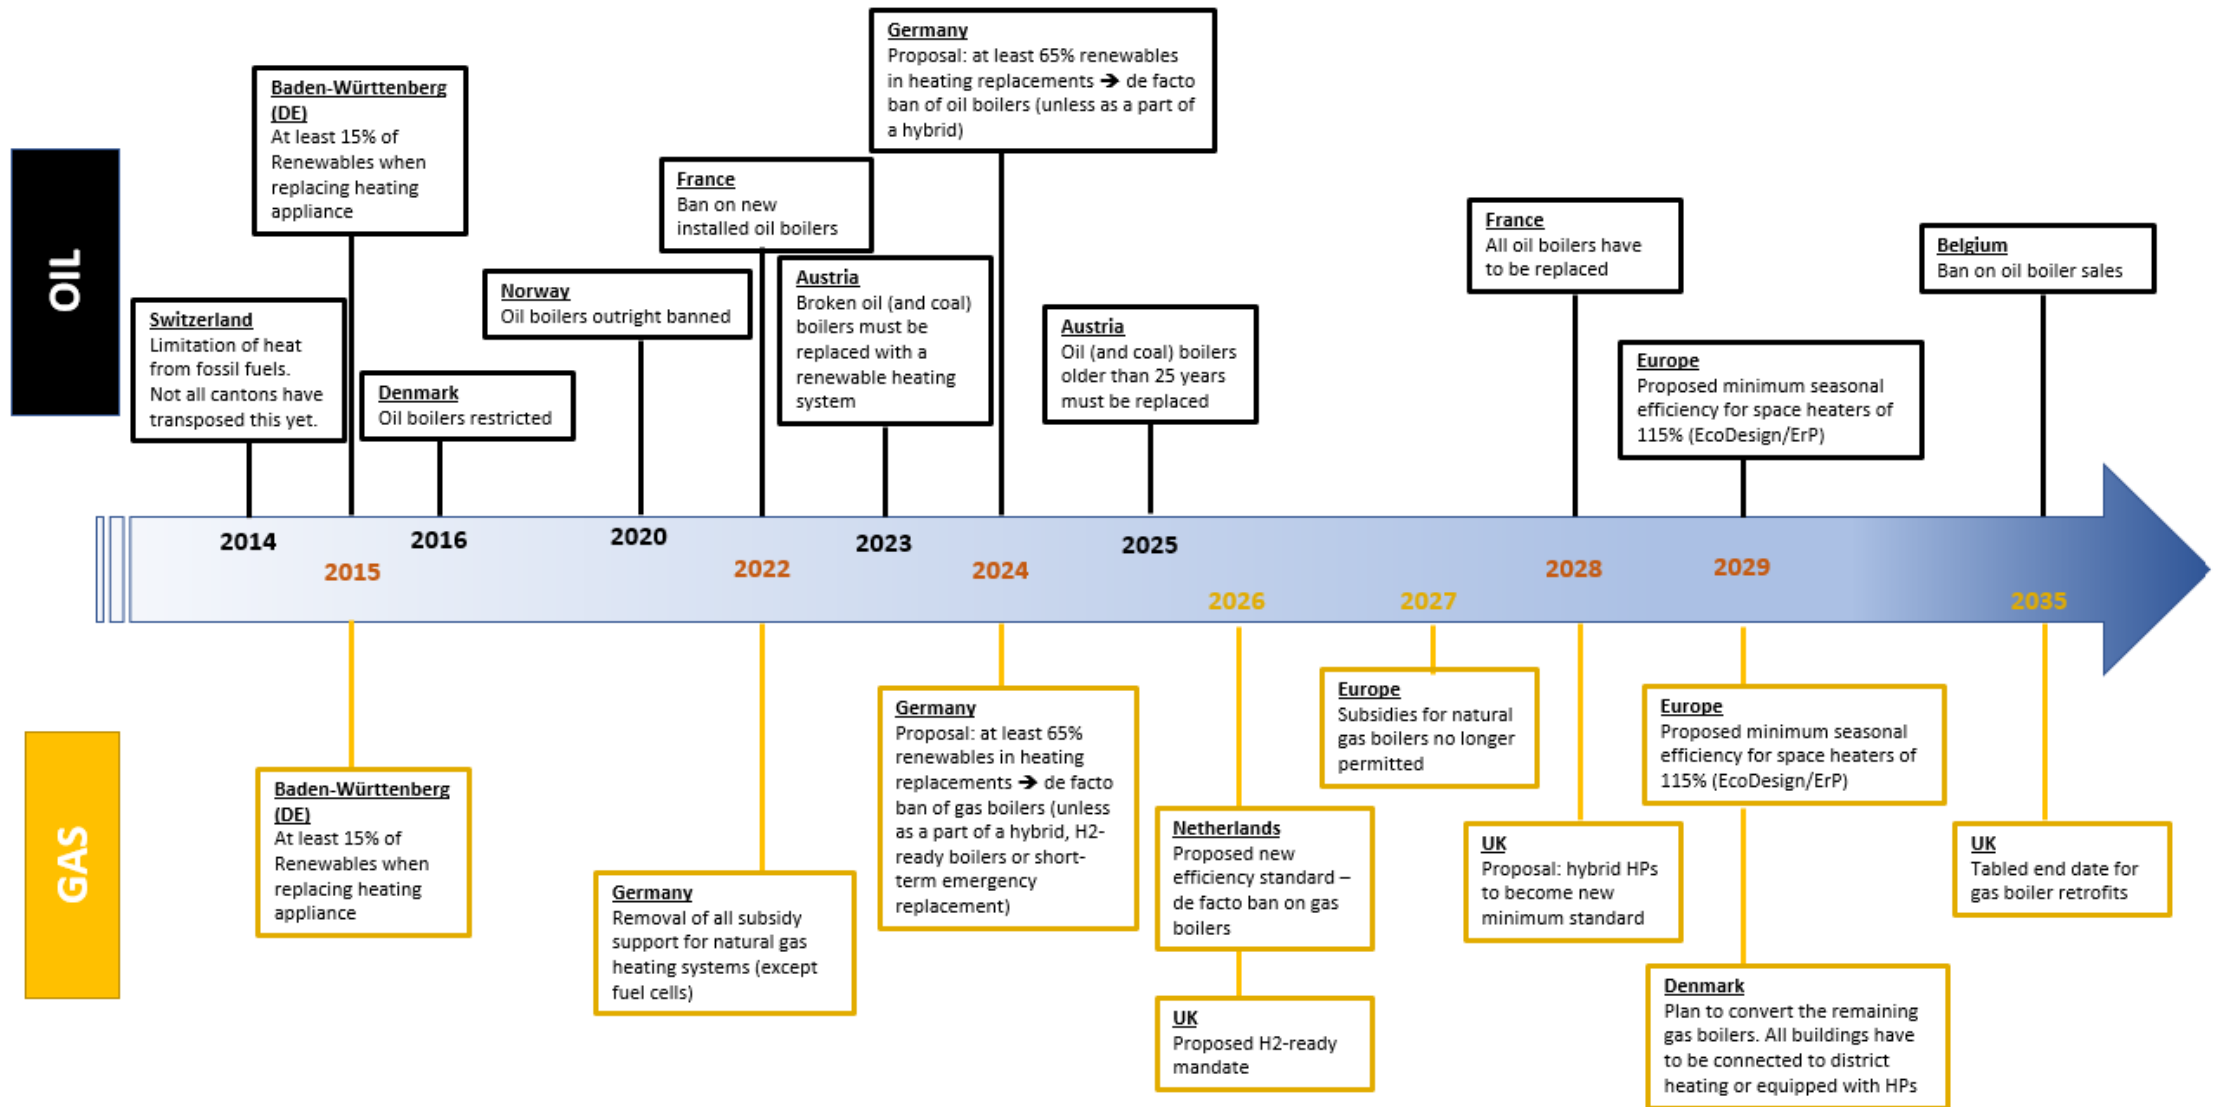 OIL
Switzerland
Limitation of heat
from fossil fuels.
Not all cantons have
transposed this yet.
Baden-Württenberg
(DE)
At least 15% of
Renewables when
replacing heating
appliance
Denmark
Oil boilers restricted
Norway
Oil boilers outright banned
France
Ban on new
installed oil boilers
Austria
Broken oil (and coal)
boilers must be
replaced with a
renewable heating
system
Germany
Proposal: at least 65% renewables
in heating replacements ➔ de facto
ban of oil boilers (unless as a part of
a hybrid)
Austria
Oil (and coal) boilers
older than 25 years
must be replaced
France
All oil boilers have
to be replaced
Europe
Proposed minimum seasonal
efficiency for space heaters of
115% (EcoDesign/ErP)
Belgium
Ban on oil boiler sales
2014
2015
2016
2020
2022
2023
2024
2025
2026
2027
2028
2029
2035
GAS
Baden-Württenberg
(DE)
At least 15% of
Renewables when
replacing heating
appliance
Germany
Removal of all subsidy
support for natural gas
heating systems (except
fuel cells)
Germany
Proposal: at least 65%
renewables in heating
replacements ➔ de facto
ban of gas boilers (unless
as a part of a hybrid, H2-
ready boilers or short-
term emergency
replacement)
Netherlands
Proposed new
efficiency standard –
de facto ban on gas
boilers
UK
Proposed H2-ready
mandate
Europe
Subsidies for natural
gas boilers no longer
permitted
UK
Proposal: hybrid HPs
to become new
minimum standard
Europe
Proposed minimum seasonal
efficiency for space heaters of
115% (EcoDesign/ErP)
Denmark
Plan to convert the remaining
gas boilers. All buildings have
to be connected to district
heating or equipped with HPs
UK
Tabled end date for
gas boiler retrofits